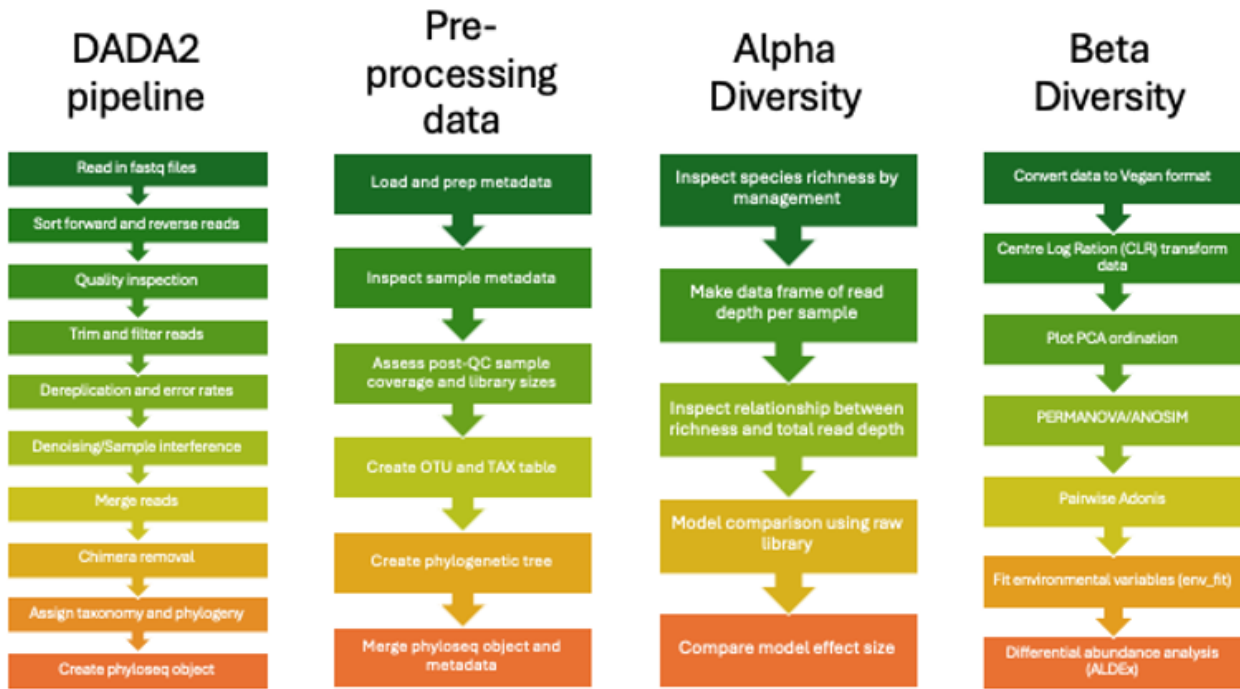 DADA2
pipeline
Read in fastq files
Sort forward and reverse reads
Quality inspection
Trim and filter reads
Dereplication and error rates
Denoising/Sample interference
Merge reads
Chimera removal
Assign taxonomy and phylogeny
Create phyloseq object
Pre-
processing
data
Load and prep metadata
Inspect sample metadata
Assess post-QC sample
coverage and library sizes
Create OTU and TAX table
Create phylogenetic tree
Merge phyloseq object and
metadata
Alpha
Diversity
Inspect species richness by
management
Make data frame of read
depth per sample
Inspect relationship between
richness and total read depth
Model comparison using raw
library
Compare model effect size
Beta
Diversity
Convert data to Vegan format
Centre Log Ration (CLR) transform
data
Plot PCA ordination
PERMANOVA/ANOSIM
Pairwise Adonis
Fit environmental variables (env_fit)
Differential abundance analysis
(ALDEx)